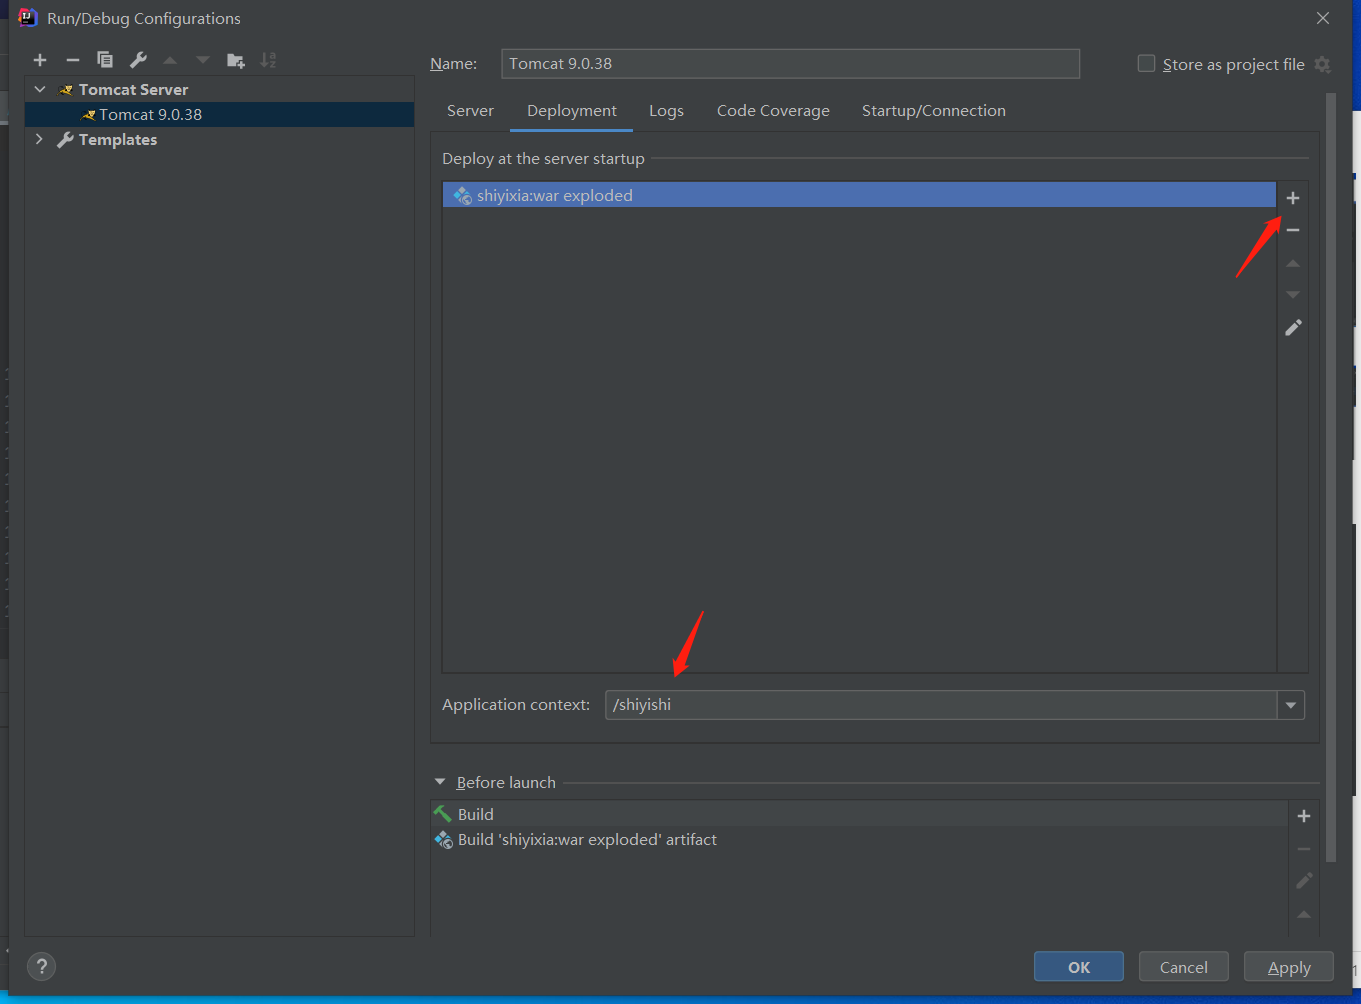 Run/Debug Configurations
Name: Tomcat 9.0.38
Store as project file
Tomcat Server
Tomcat 9.0.38
Templates
Server Deployment Logs Code Coverage Startup/Connection
Deploy at the server startup
shiyixia:war exploded
Application context: /shiyishi
Before launch
Build
Build 'shiyixia:war exploded' artifact
? OK Cancel Apply